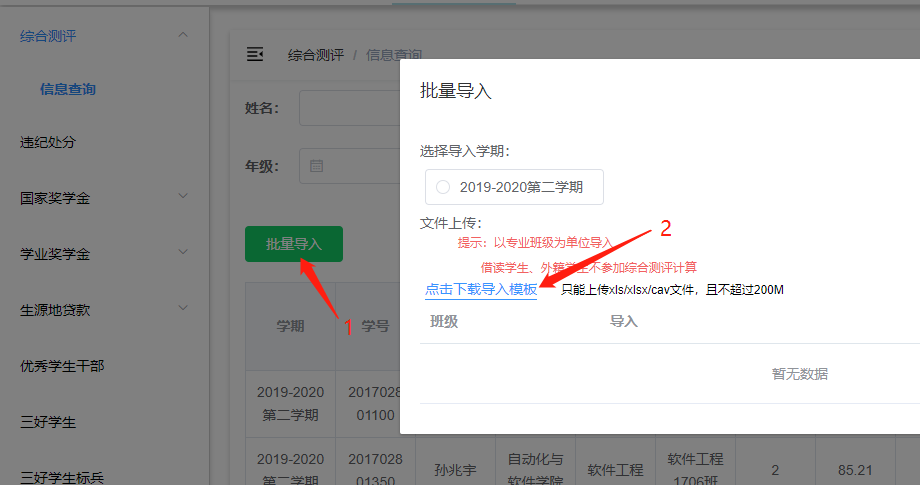 综合测评
信息查询
违纪处分
国家奖学金
学业奖学金
生源地贷款
优秀学生干部
三好学生
三好学生标兵
综合测评 / 信息查询
姓名：
年级：
批量导入
1
学期
学号
2019-2020
第二学期
2017028
01100
2019-2020
第二学期
2017028
01350
孙兆宇
自动化与
软件学院
软件工程
软件工程
1706班
2
85.21
批量导入
选择导入学期：
2019-2020第二学期
文件上传：
提示：以专业班级为单位导入
2
借读学生、外籍学生不参加综合测评计算
点击下载导入模板
只能上传xls/xlsx/cav文件，且不超过200M
班级
导入
暂无数据